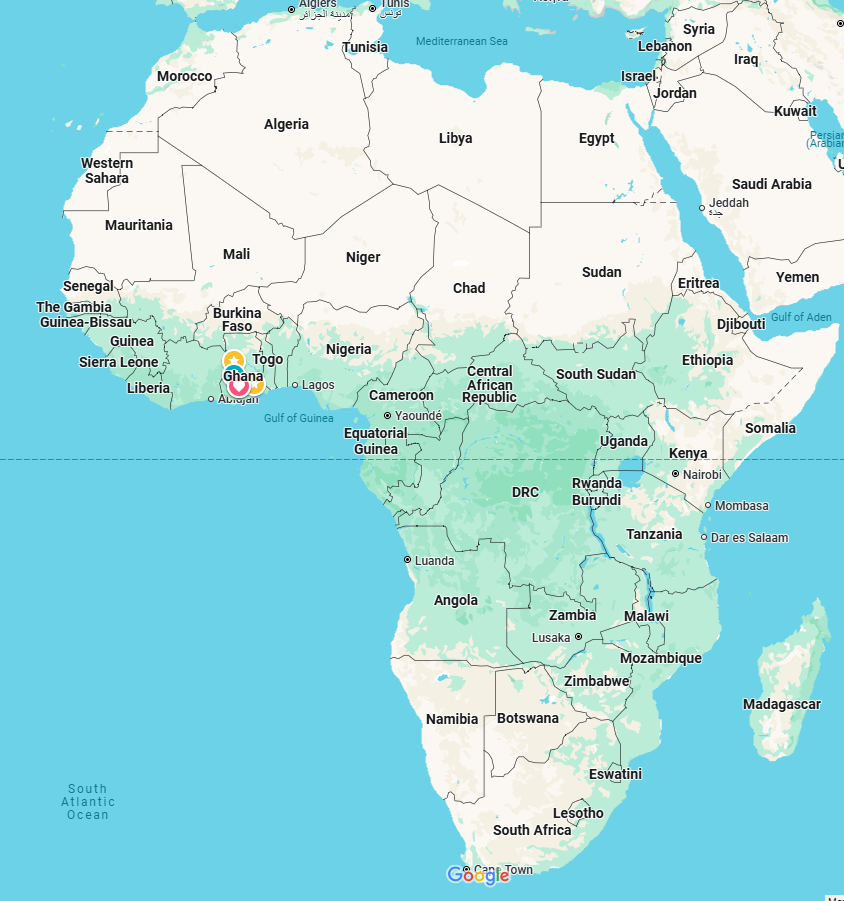 Algiers
مدينة الجزائر
Tunis
تونس
Syria
Mediterranean Sea
Tunisia
Lebanon
Iraq
Morocco
Israel
Jordan
Kuwait
Algeria
Libya
Egypt
Persian
(Arabian
Western
Sahara
Saudi Arabia
Jeddah
جدة
Mauritania
Mali
Niger
Sudan
Yemen
Senegal
Chad
Eritrea
The Gambia
Guinea-Bissau
Burkina
Faso
Djibouti
Gulf of Aden
Guinea
Nigeria
Sierra Leone
Togo
Ethiopia
Ghana
Central
African
Republic
South Sudan
Liberia
Lagos
Abidjan
Cameroon
Gulf of Guinea
Yaoundé
Somalia
Equatorial
Guinea
Uganda
Kenya
Nairobi
DRC
Rwanda
Burundi
Mombasa
Tanzania
Dar es Salaam
Luanda
Angola
Zambia
Malawi
Lusaka
Mozambique
Zimbabwe
Madagascar
Namibia
Botswana
Eswatini
South
Atlantic
Ocean
Lesotho
South Africa
Cape Town
Google